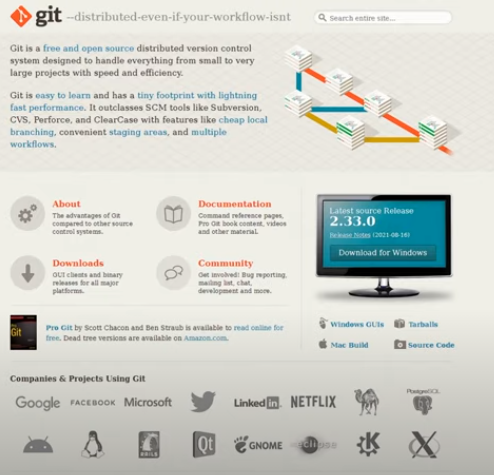 git --distributed-even-if-your-workflow-isnt
Search entire site...
Git is a free and open source distributed version control
system designed to handle everything from small to very
large projects with speed and efficiency.
Git is easy to learn and has a tiny footprint with lightning
fast performance. It outclasses SCM tools like Subversion,
CVS, Perforce, and ClearCase with features like cheap local
branching, convenient staging areas, and multiple
workflows.
About
The advantages of Git
compared to other source
control systems.
Documentation
Command reference pages,
Pro Git book content, videos
and other material.
Downloads
GUI clients and binary
releases for all major
platforms.
Community
Get involved! Bug reporting,
mailing list, chat,
development and more.
Latest source Release
2.33.0
Release Notes (2021-08-16)
Download for Windows
Windows GUIs
Tarballs
Mac Build
Source Code
Git
Pro Git by Scott Chacon and Ben Straub is available to read online for
free. Dead tree versions are available on Amazon.com.
Companies & Projects Using Git
Google
FACEBOOK
Microsoft
LinkedIn
NETFLIX
PostgreSQL
RAILS
Qt
GNOME
eclipse
X